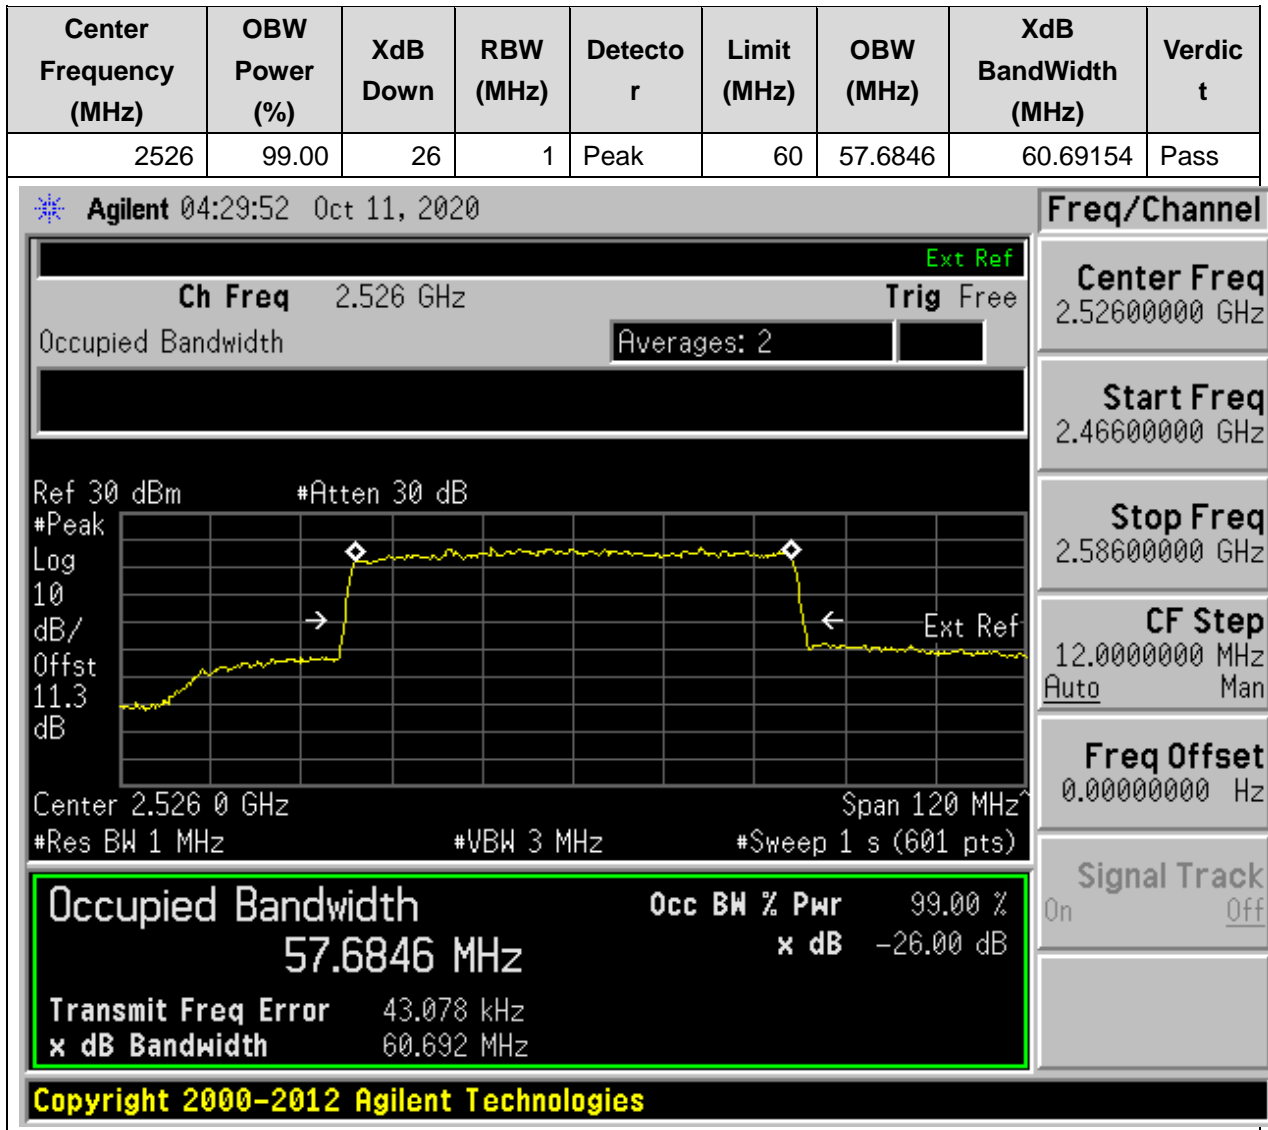 Center Frequency (MHz) OBW Power (%) XdB Down RBW (MHz) Detector Limit (MHz) OBW (MHz) XdB BandWidth (MHz) Verdict
2526 99.00 26 1 Peak 60 57.6846 60.69154 Pass
Agilent 04:29:52 Oct 11, 2020
Freq/Channel
Ext Ref
Ch Freq 2.526 GHz Trig Free
Occupied Bandwidth Averages: 2
Center Freq
2.52600000 GHz
Start Freq
2.46600000 GHz
Stop Freq
2.58600000 GHz
CF Step
12.0000000 MHz
Auto Man
Freq Offset
0.00000000 Hz
Signal Track
On Off
Ref 30 dBm #Atten 30 dB
#Peak
Log
10
dB/
Offst
11.3
dB
Ext Ref
Center 2.526 0 GHz Span 120 MHz^
#Res BW 1 MHz #VBW 3 MHz #Sweep 1 s (601 pts)
Occupied Bandwidth
57.6846 MHz
Occ BW % Pwr 99.00 %
x dB -26.00 dB
Transmit Freq Error 43.078 kHz
x dB Bandwidth 60.692 MHz
Copyright 2000-2012 Agilent Technologies